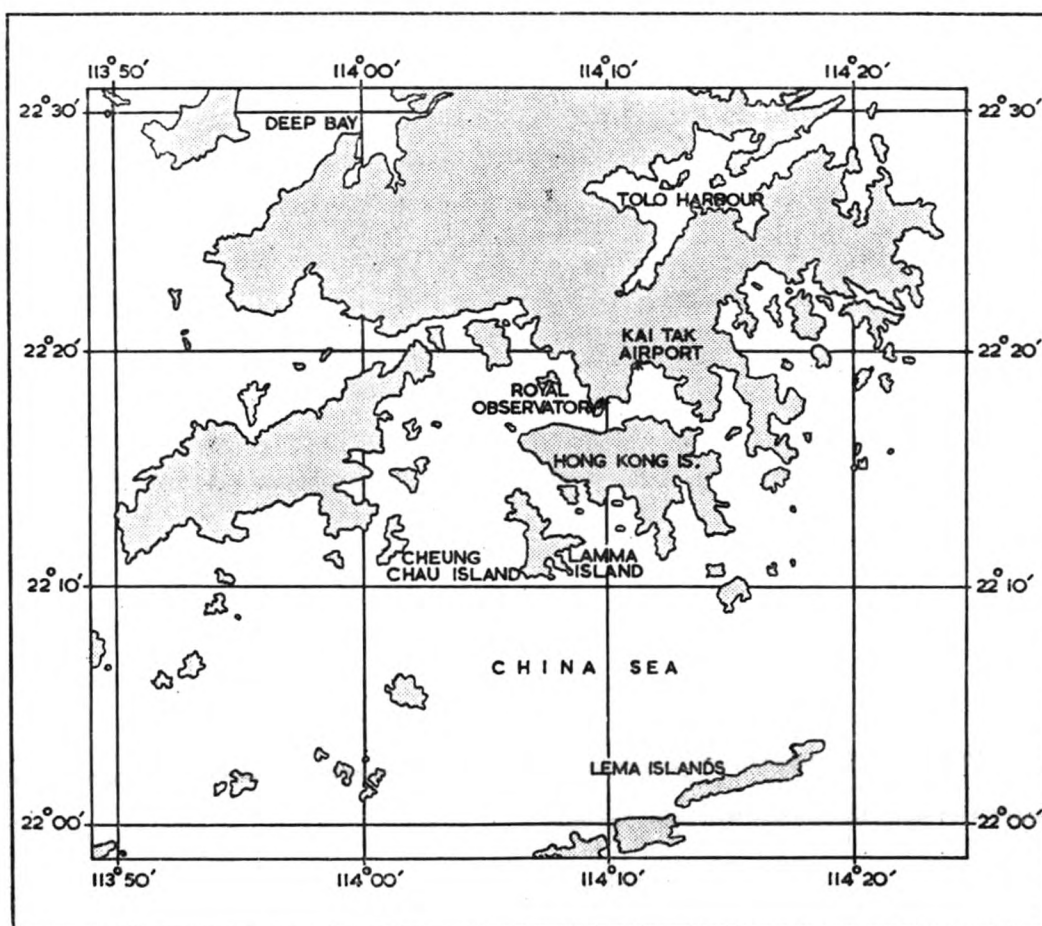 113°50′ 114°00′ 114°10′ 114°20′
22°30′ 22°30′
DEEP BAY
TOLO HARBOUR
KAI TAK
AIRPORT
22°20′ 22°20′
ROYAL
OBSERVATORY
HONG KONG IS.
CHEUNG
CHAU ISLAND
LAMMA
ISLAND
22°10′ 22°10′
CHINA SEA
LEMA ISLANDS
22°00′ 22°00′
113°50′ 114°00′ 114°10′ 114°20′